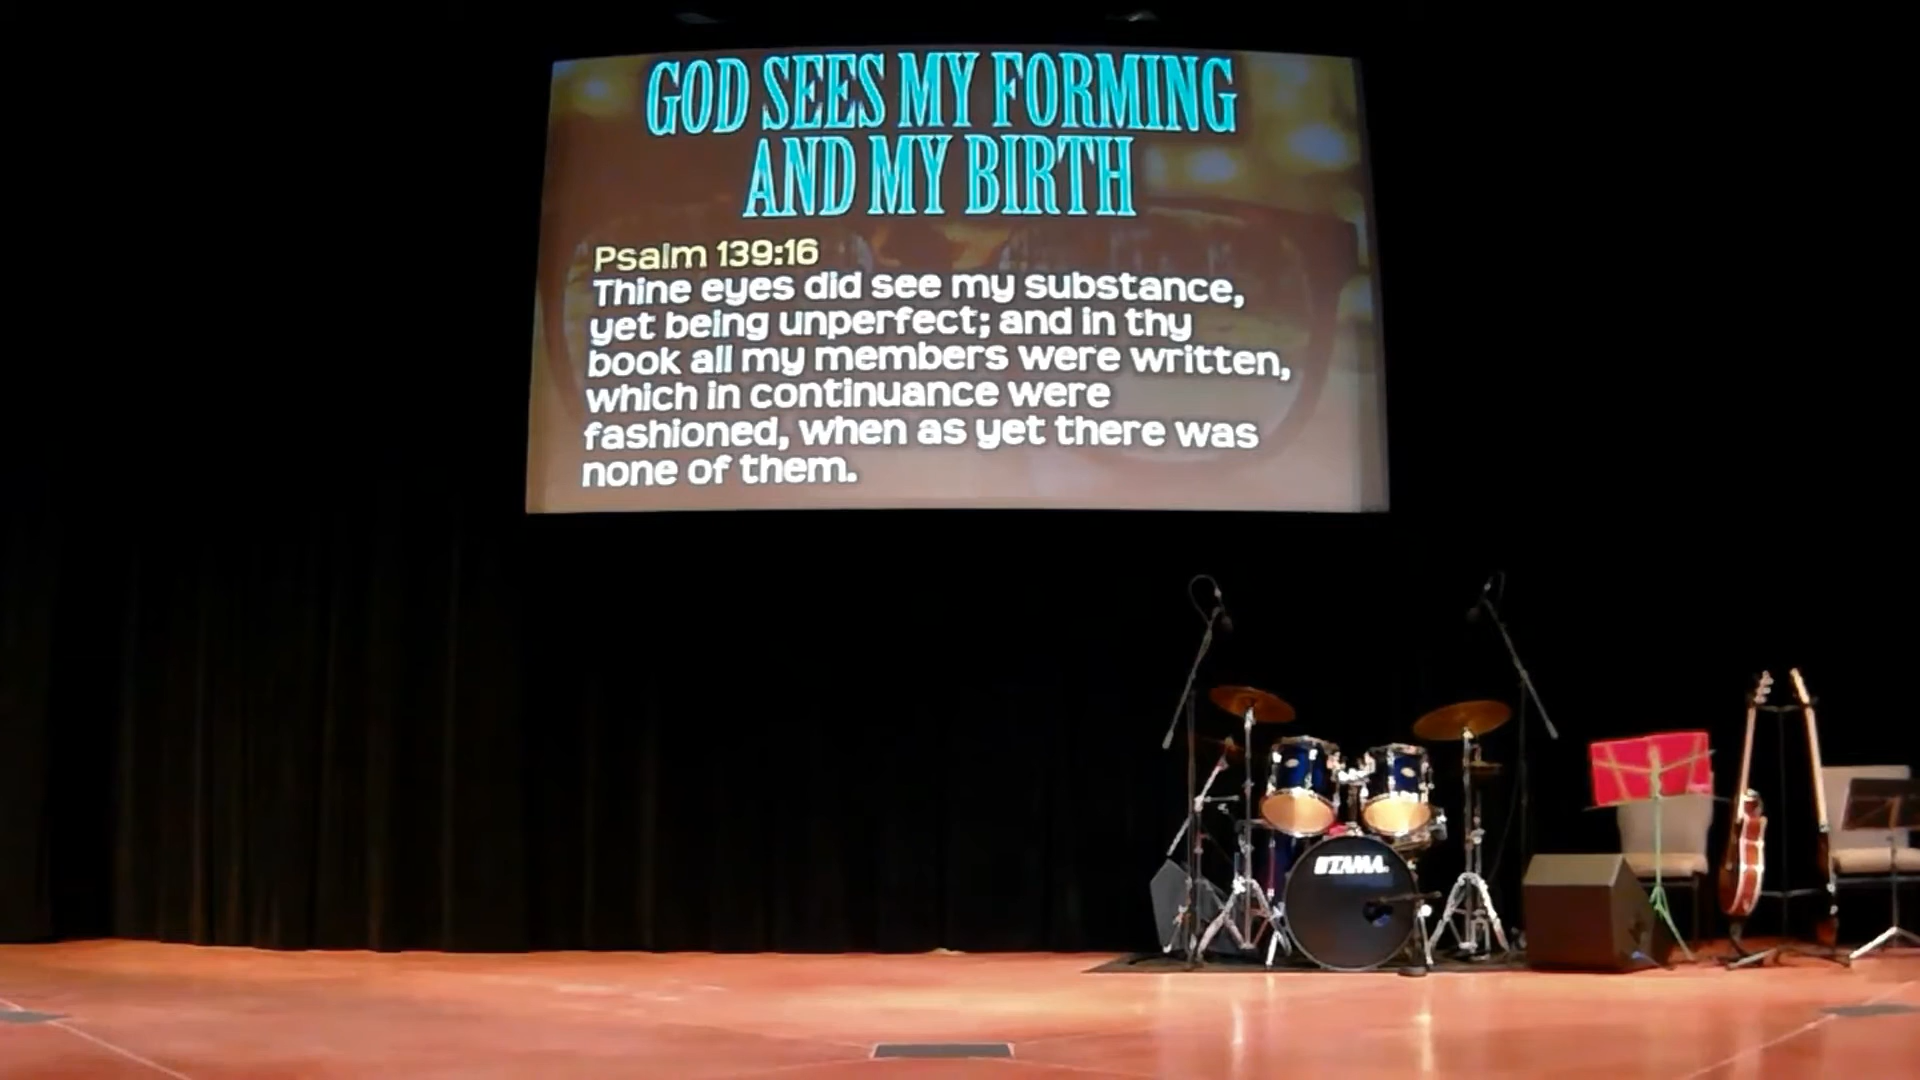 GOD SEES MY FORMING
AND MY BIRTH
Psalm 139:16
Thine eyes did see my substance,
yet being unperfect; and in thy
book all my members were written,
which in continuance were
fashioned, when as yet there was
none of them.
TAMA